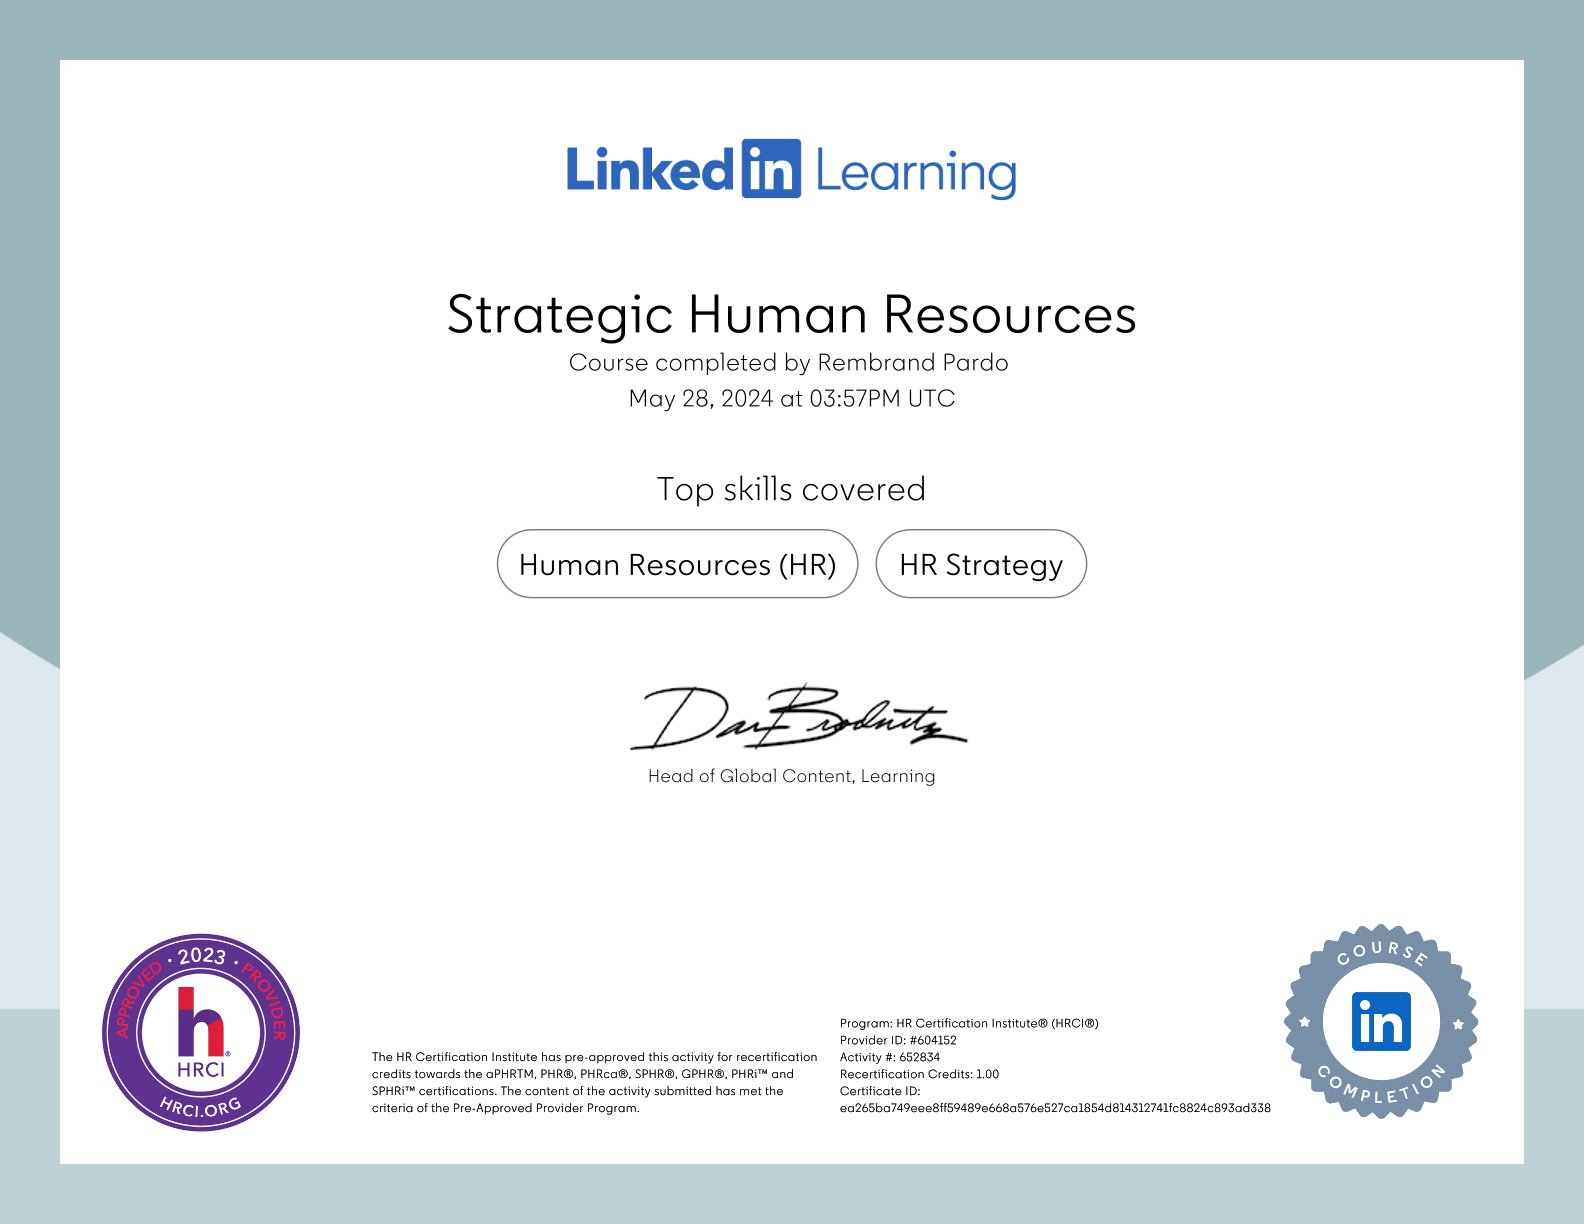 Linked in Learning
Strategic Human Resources
Course completed by Rembrand Pardo
May 28, 2024 at 03:57PM UTC
Top skills covered
Human Resources (HR)
HR Strategy
Dan Brodnitz
Head of Global Content, Learning
APPROVED · 2023 · PROVIDER
h®
HRCI
HRCI.ORG
The HR Certification Institute has pre-approved this activity for recertification
credits towards the aPHRTM, PHR®, PHRca®, SPHR®, GPHR®, PHRi™ and
SPHRi™ certifications. The content of the activity submitted has met the
criteria of the Pre-Approved Provider Program.
Program: HR Certification Institute® (HRCI®)
Provider ID: #604152
Activity #: 652834
Recertification Credits: 1.00
Certificate ID:
ea265ba749eee8ff59489e668a576e527ca1854d814312741fc8824c893ad338
COURSE
in
COMPLETION